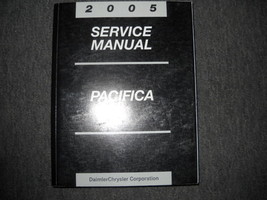 2005
SERVICE
MANUAL
PACIFICA
DaimlerChrysler Corporation